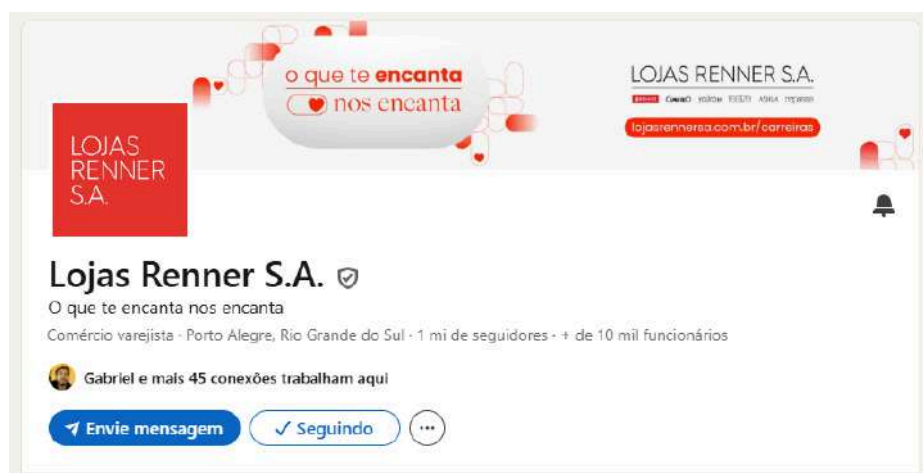 o que te encanta
nos encanta
LOJAS RENNER S.A.
lojasrennersa.com.br/carreiras
LOJAS
RENNER
S.A.
Lojas Renner S.A.
O que te encanta nos encanta
Comércio varejista · Porto Alegre, Rio Grande do Sul · 1 mi de seguidores · + de 10 mil funcionários
Gabriel e mais 45 conexões trabalham aqui
Envie mensagem
Seguindo